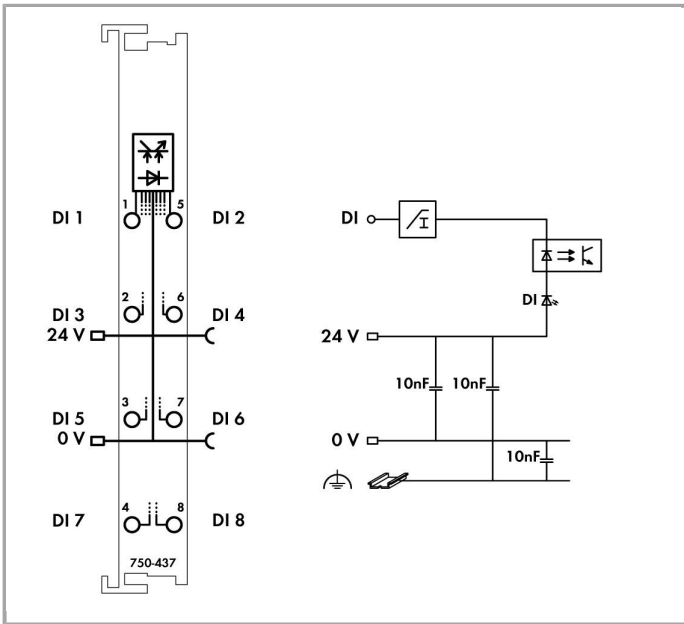 1 5
DI 1 DI 2
2 6
DI 3 DI 4
24 V
3 7
DI 5 DI 6
0 V
4 8
DI 7 DI 8
750-437
DI
I
DI
24 V
10nF 10nF
0 V
10nF